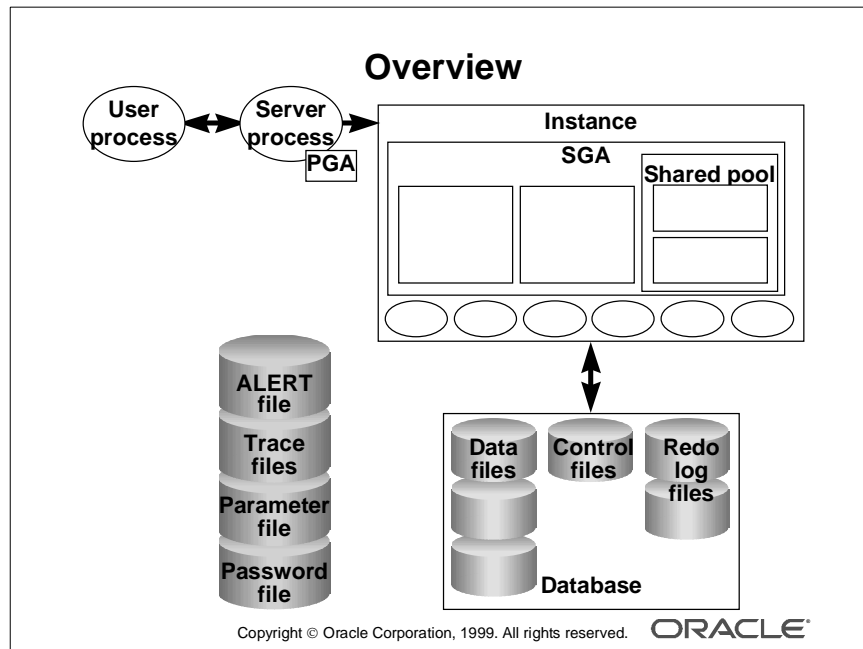 Overview
User
process
Server
process
PGA
Instance
SGA
Shared pool
ALERT
file
Trace
files
Parameter
file
Password
file
Data
files
Control
files
Redo
log
files
Database
Copyright © Oracle Corporation, 1999. All rights reserved.
ORACLE®